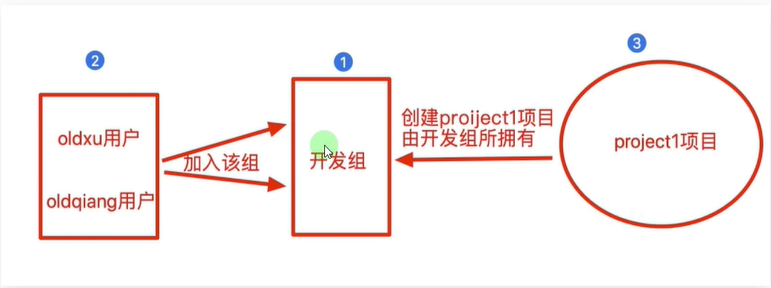 2
1
3
oldxu用户
加入该组
oldqiang用户
开发组
创建proiject1项目
由开发组所拥有
project1项目